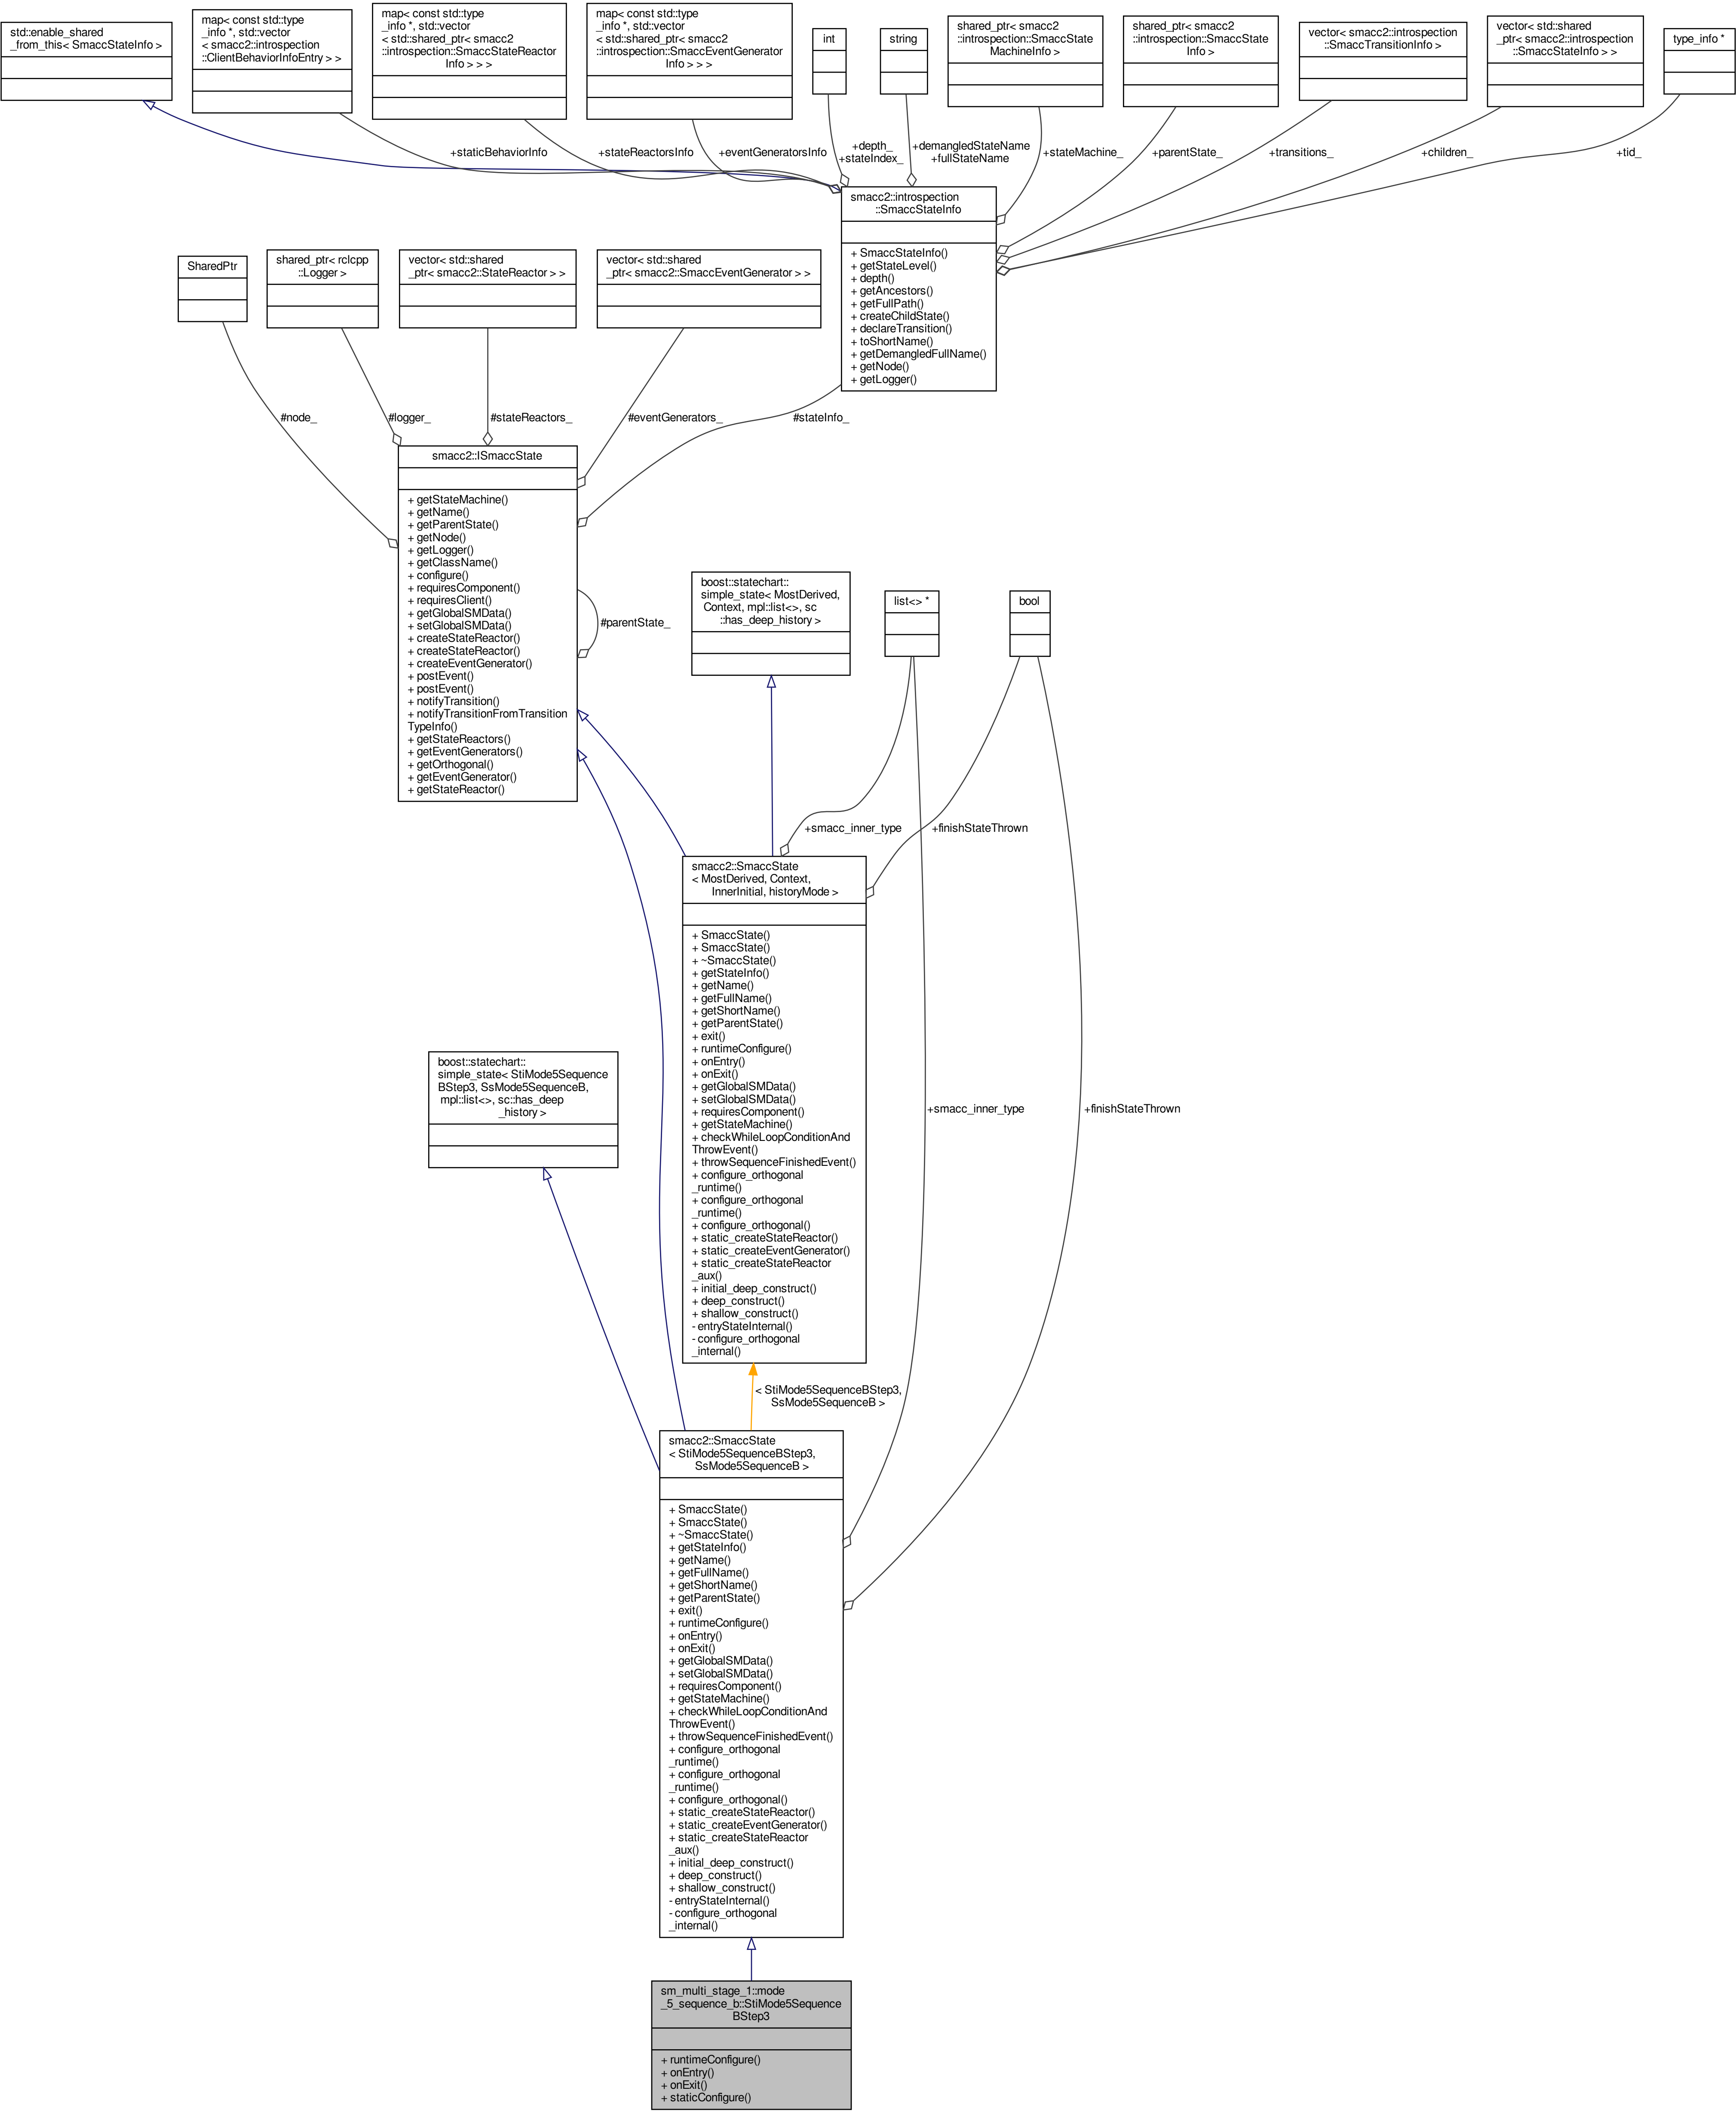 std::enable_shared
_from_this< SmaccStateInfo >
map< const std::type
_info *, std::vector
< smacc2::introspection
::ClientBehaviorInfoEntry > >
map< const std::type
_info *, std::vector
< std::shared_ptr< smacc2
::introspection::SmaccStateReactor
Info > > >
map< const std::type
_info *, std::vector
< std::shared_ptr< smacc2
::introspection::SmaccEventGenerator
Info > > >
int
string
shared_ptr< smacc2
::introspection::SmaccState
MachineInfo >
shared_ptr< smacc2
::introspection::SmaccState
Info >
vector< smacc2::introspection
::SmaccTransitionInfo >
vector< std::shared
_ptr< smacc2::introspection
::SmaccStateInfo > >
type_info *
+staticBehaviorInfo
+stateReactorsInfo
+eventGeneratorsInfo
+depth_
+stateIndex_
+demangledStateName
+fullStateName
+stateMachine_
+parentState_
+transitions_
+children_
+tid_
smacc2::introspection
::SmaccStateInfo
+ SmaccStateInfo()
+ getStateLevel()
+ depth()
+ getAncestors()
+ getFullPath()
+ createChildState()
+ declareTransition()
+ toShortName()
+ getDemangledFullName()
+ getNode()
+ getLogger()
SharedPtr
shared_ptr< rclcpp
::Logger >
vector< std::shared
_ptr< smacc2::StateReactor > >
vector< std::shared
_ptr< smacc2::SmaccEventGenerator > >
#node_
#logger_
#stateReactors_
#eventGenerators_
#stateInfo_
smacc2::ISmaccState
+ getStateMachine()
+ getName()
+ getParentState()
+ getNode()
+ getLogger()
+ getClassName()
+ configure()
+ requiresComponent()
+ requiresClient()
+ getGlobalSMData()
+ setGlobalSMData()
+ createStateReactor()
+ createStateReactor()
+ createEventGenerator()
+ postEvent()
+ postEvent()
+ notifyTransition()
+ notifyTransitionFromTransition
TypeInfo()
+ getStateReactors()
+ getEventGenerators()
+ getOrthogonal()
+ getEventGenerator()
+ getStateReactor()
#parentState_
boost::statechart::
simple_state< MostDerived,
Context, mpl::list<>, sc
::has_deep_history >
list<> *
bool
+smacc_inner_type
+finishStateThrown
smacc2::SmaccState
< MostDerived, Context,
InnerInitial, historyMode >
+ SmaccState()
+ SmaccState()
+ ~SmaccState()
+ getStateInfo()
+ getName()
+ getFullName()
+ getShortName()
+ getParentState()
+ exit()
+ runtimeConfigure()
+ onEntry()
+ onExit()
+ getGlobalSMData()
+ setGlobalSMData()
+ requiresComponent()
+ getStateMachine()
+ checkWhileLoopConditionAnd
ThrowEvent()
+ throwSequenceFinishedEvent()
+ configure_orthogonal
_runtime()
+ configure_orthogonal
_runtime()
+ configure_orthogonal()
+ static_createStateReactor()
+ static_createEventGenerator()
+ static_createStateReactor
_aux()
+ initial_deep_construct()
+ deep_construct()
+ shallow_construct()
- entryStateInternal()
- configure_orthogonal
_internal()
boost::statechart::
simple_state< StiMode5Sequence
BStep3, SsMode5SequenceB,
mpl::list<>, sc::has_deep
_history >
+smacc_inner_type
+finishStateThrown
< StiMode5SequenceBStep3,
SsMode5SequenceB >
smacc2::SmaccState
< StiMode5SequenceBStep3,
SsMode5SequenceB >
+ SmaccState()
+ SmaccState()
+ ~SmaccState()
+ getStateInfo()
+ getName()
+ getFullName()
+ getShortName()
+ getParentState()
+ exit()
+ runtimeConfigure()
+ onEntry()
+ onExit()
+ getGlobalSMData()
+ setGlobalSMData()
+ requiresComponent()
+ getStateMachine()
+ checkWhileLoopConditionAnd
ThrowEvent()
+ throwSequenceFinishedEvent()
+ configure_orthogonal
_runtime()
+ configure_orthogonal
_runtime()
+ configure_orthogonal()
+ static_createStateReactor()
+ static_createEventGenerator()
+ static_createStateReactor
_aux()
+ initial_deep_construct()
+ deep_construct()
+ shallow_construct()
- entryStateInternal()
- configure_orthogonal
_internal()
sm_multi_stage_1::mode
_5_sequence_b::StiMode5Sequence
BStep3
+ runtimeConfigure()
+ onEntry()
+ onExit()
+ staticConfigure()